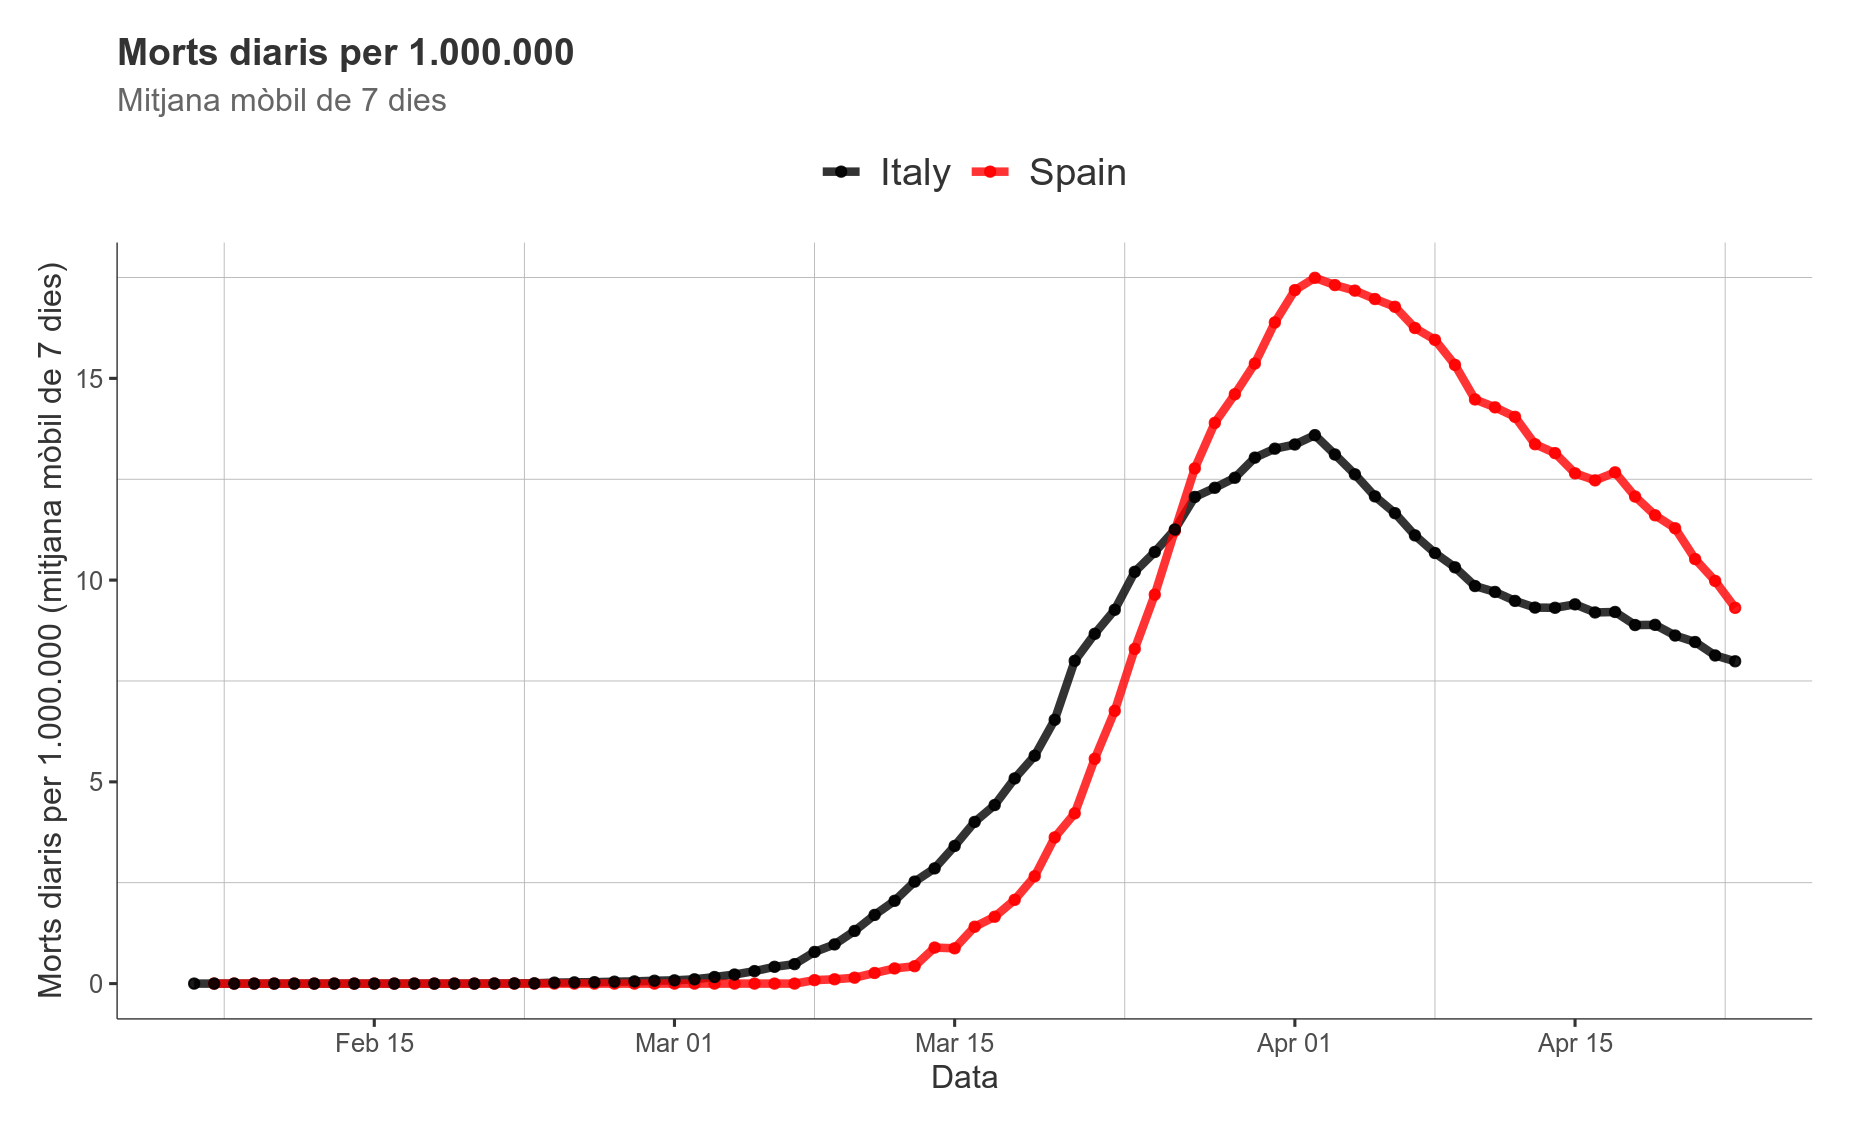 Morts diaris per 1.000.000
Mitjana mòbil de 7 dies
Italy Spain
Morts diaris per 1.000.000 (mitjana mòbil de 7 dies)
15
10
5
0
Feb 15 Mar 01 Mar 15 Apr 01 Apr 15
Data